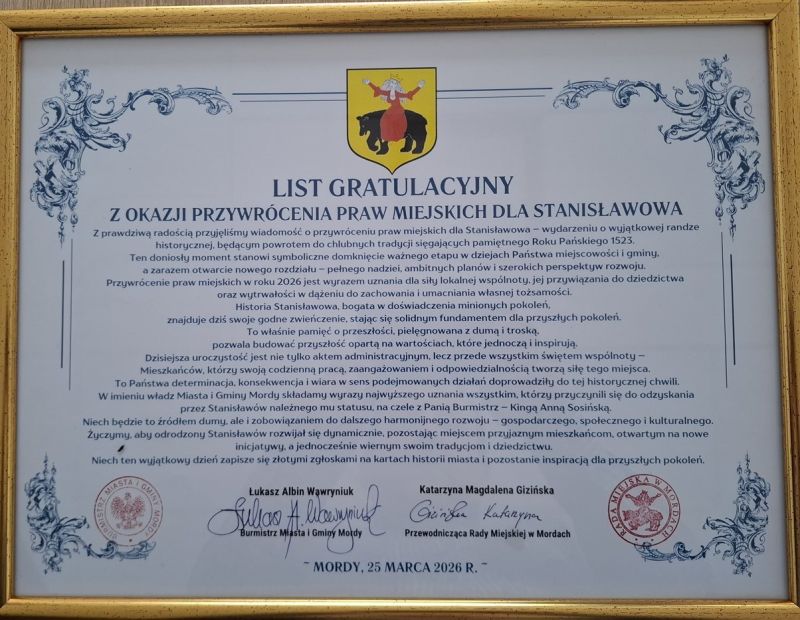 LIST GRATULACYJNY
Z OKAZJI PRZYWRÓCENIA PRAW MIEJSKICH DLA STANISŁAWOWA
Z prawdziwą radością przyjęliśmy wiadomość o przywróceniu praw miejskich dla Stanisławowa – wydarzeniu o wyjątkowej randze
historycznej, będącym powrotem do chlubnych tradycji sięgających pamiętnego Roku Pańskiego 1523.
Ten doniosły moment stanowi symboliczne domknięcie ważnego etapu w dziejach Państwa miejscowości i gminy,
a zarazem otwarcie nowego rozdziału – pełnego nadziei, ambitnych planów i szerokich perspektyw rozwoju.
Przywrócenie praw miejskich w roku 2026 jest wyrazem uznania dla siły lokalnej wspólnoty, jej przywiązania do dziedzictwa
oraz wytrwałości w dążeniu do zachowania i umacniania własnej tożsamości.
Historia Stanisławowa, bogata w doświadczenia minionych pokoleń,
znajduje dziś swoje godne zwieńczenie, stając się solidnym fundamentem dla przyszłych pokoleń.
To właśnie pamięć o przeszłości, pielęgnowana z dumą i troską,
pozwala budować przyszłość opartą na wartościach, które jednoczą i inspirują.
Dzisiejsza uroczystość jest nie tylko aktem administracyjnym, lecz przede wszystkim świętem wspólnoty –
Mieszkańców, którzy swoją codzienną pracą, zaangażowaniem i odpowiedzialnością tworzą siłę tego miejsca.
To Państwa determinacja, konsekwencja i wiara w sens podejmowanych działań doprowadziły do tej historycznej chwili.
W imieniu władz Miasta i Gminy Mordy składamy wyrazy najwyższego uznania wszystkim, którzy przyczynili się do odzyskania
przez Stanisławów należnego mu statusu, na czele z Panią Burmistrz – Kingą Anną Sosińską.
Niech będzie to źródłem dumy, ale i zobowiązaniem do dalszego harmonijnego rozwoju – gospodarczego, społecznego i kulturalnego.
Życzymy, aby odrodzony Stanisławów rozwijał się dynamicznie, pozostając miejscem przyjaznym mieszkańcom, otwartym na nowe
inicjatywy, a jednocześnie wiernym swoim tradycjom i dziedzictwu.
Niech ten wyjątkowy dzień zapisze się złotymi zgłoskami na kartach historii miasta i pozostanie inspiracją dla przyszłych pokoleń.
Łukasz Albin Wawryniuk
Łukasz A. Wawryniuk
Burmistrz Miasta i Gminy Mordy
Katarzyna Magdalena Gizińska
Gizińska Katarzyna
Przewodnicząca Rady Miejskiej w Mordach
BURMISTRZ MIASTA I GMINY MORDY
RADA MIEJSKA W MORDACH
~ MORDY, 25 MARCA 2026 R. ~